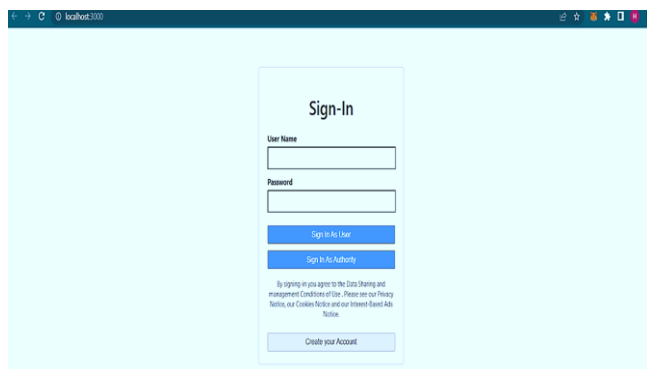 localhost:3000
Sign-In
User Name
Password
Sign In As User
Sign In As Authority
By signing-in you agree to the Data Sharing and
management Conditions of Use . Please see our Privacy
Notice, our Cookies Notice and our Interest-Based Ads
Notice.
Create your Account